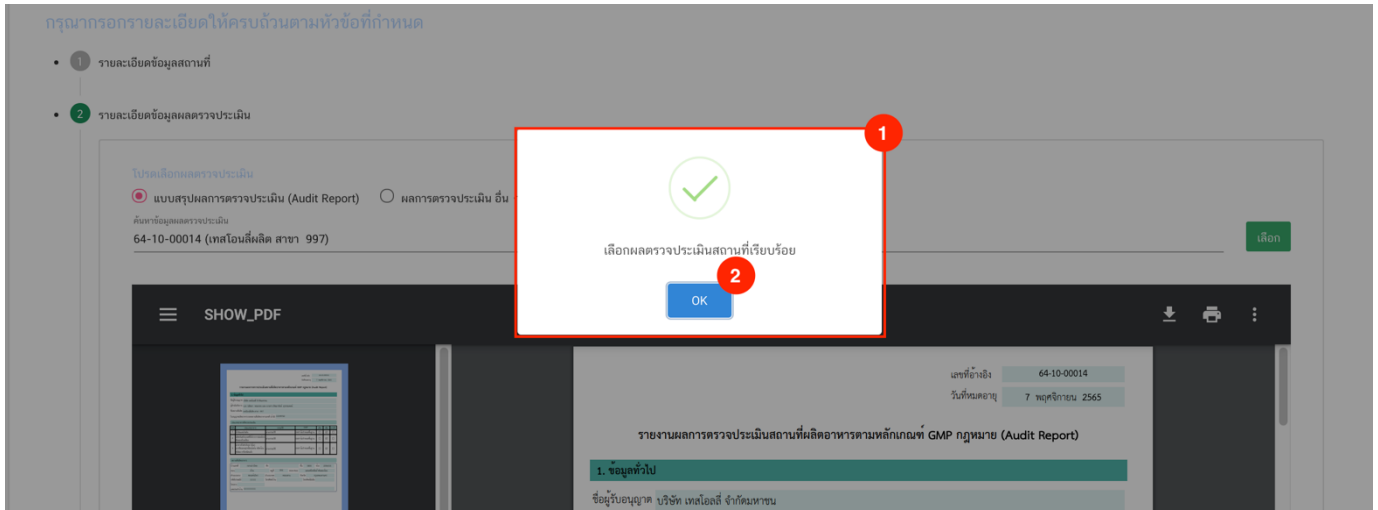 กรุณากรอกรายละเอียดให้ครบถ้วนตามหัวข้อที่กำหนด
1 รายละเอียดข้อมูลสถานที่
2 รายละเอียดข้อมูลผลตรวจประเมิน
1
โปรดเลือกผลตรวจประเมิน
แบบสรุปผลการตรวจประเมิน (Audit Report) ผลการตรวจประเมิน อื่น
ค้นหาข้อมูลผลตรวจประเมิน
64-10-00014 (เทสโอนลี่ผลิต สาขา 997)
เลือก
เลือกผลตรวจประเมินสถานที่เรียบร้อย
2
OK
SHOW_PDF
เลขที่อ้างอิง 64-10-00014
วันที่หมดอายุ 7 พฤศจิกายน 2565
รายงานผลการตรวจประเมินสถานที่ผลิตอาหารตามหลักเกณฑ์ GMP กฎหมาย (Audit Report)
1. ข้อมูลทั่วไป
ชื่อผู้รับอนุญาต บริษัท เทสโอลลี่ จำกัดมหาชน